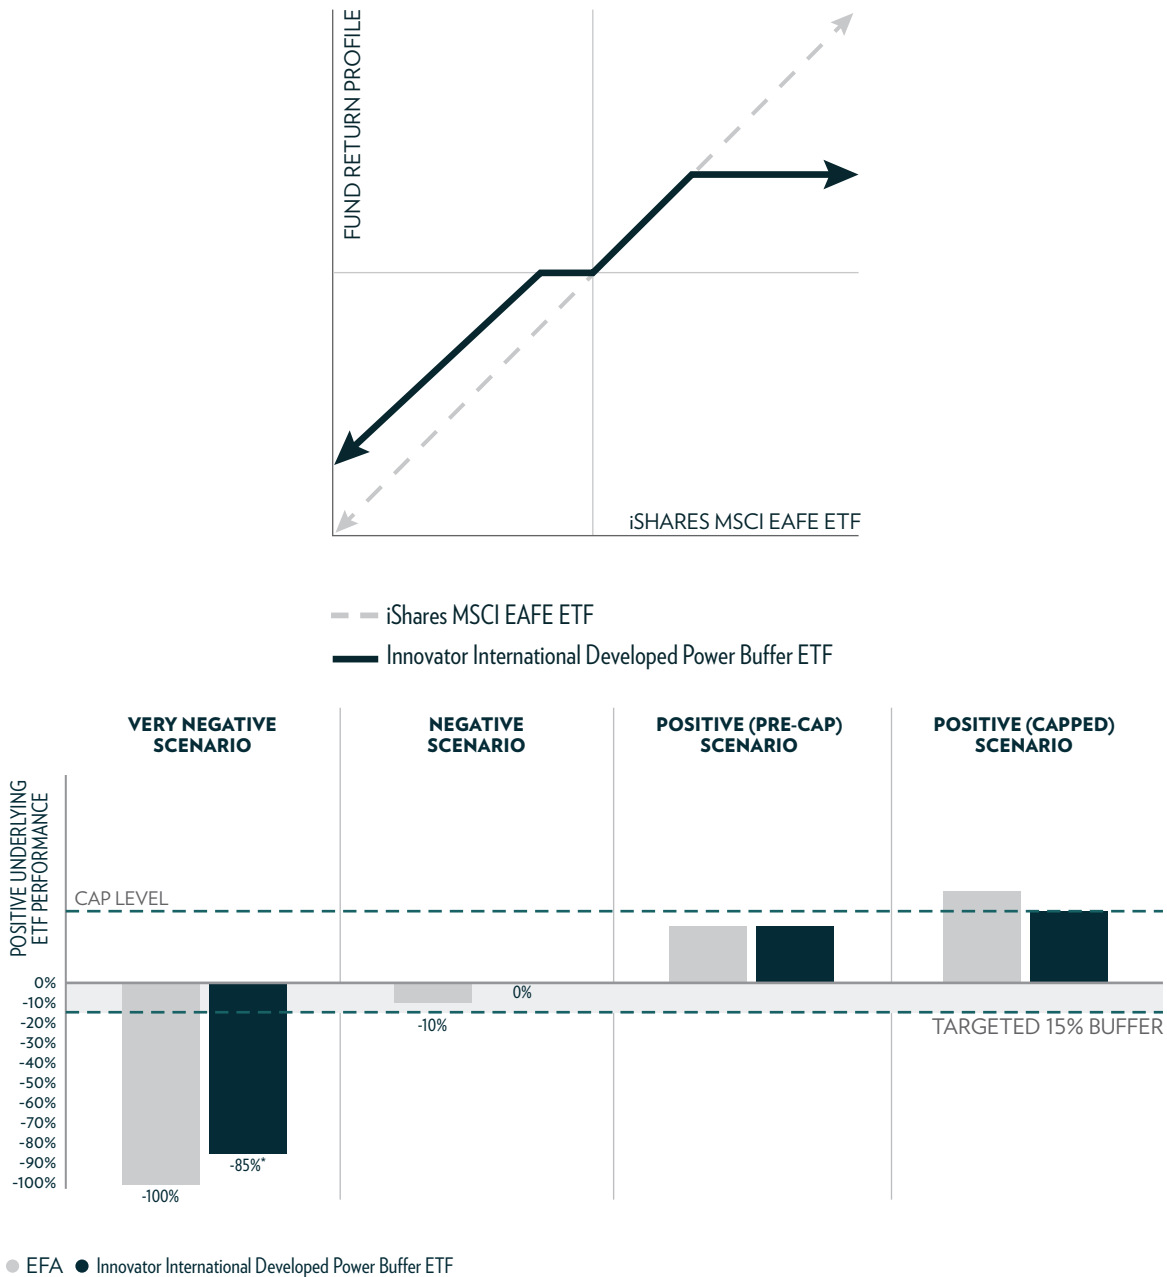 FUND RETURN PROFILE
iSHARES MSCI EAFE ETF
iShares MSCI EAFE ETF
Innovator International Developed Power Buffer ETF
VERY NEGATIVE
SCENARIO
NEGATIVE
SCENARIO
POSITIVE (PRE-CAP)
SCENARIO
POSITIVE (CAPPED)
SCENARIO
POSITIVE UNDERLYING
ETF PERFORMANCE
CAP LEVEL
0%
-10%
-20%
-30%
-40%
-50%
-60%
-70%
-80%
-90%
-100%
-100%
-85%*
-10%
0%
TARGETED 15% BUFFER
EFA
Innovator International Developed Power Buffer ETF